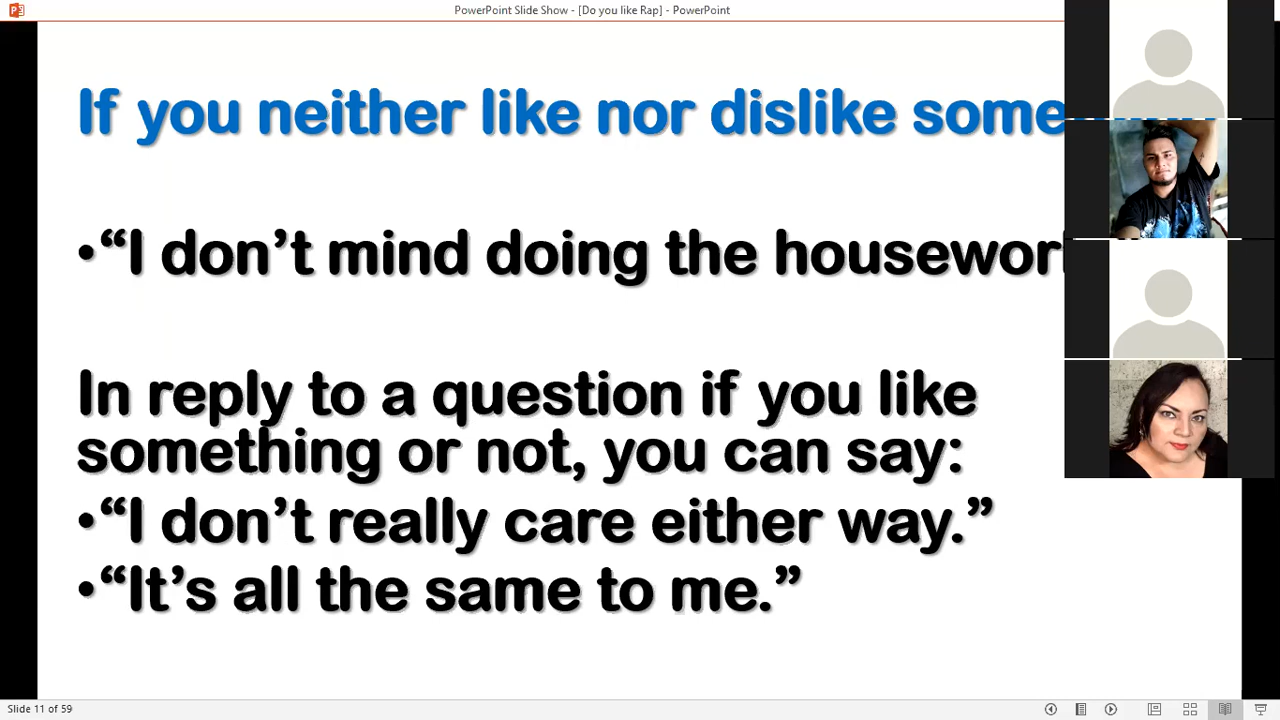 PowerPoint Slide Show - [Do you like Rap] - PowerPoint
If you neither like nor dislike
•“I don’t mind doing the
In reply to a question if you like
something or not, you can say:
•“I don’t really care either way.”
•“It’s all the same to me.”
Slide 11 of 59